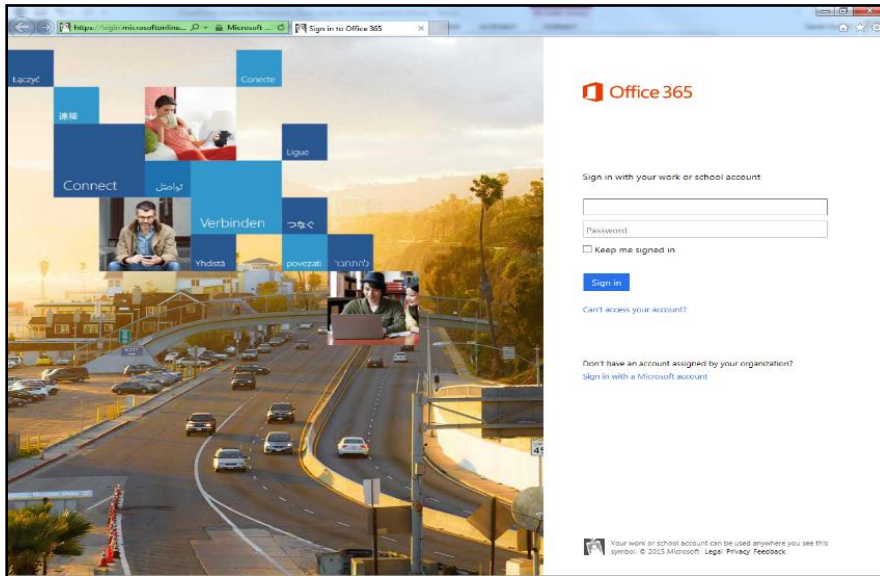 https://login.microsoftonline...
Microsoft ...
Sign in to Office 365
Łączyć
Conecte
連接
Ligue
Connect
تواصل
Verbinden
つなぐ
Yhdistä
povezati
להתחבר
Office 365
Sign in with your work or school account
Password
Keep me signed in
Sign in
Can't access your account?
Don't have an account assigned by your organization?
Sign in with a Microsoft account
45
Your work or school account can be used anywhere you see this
symbol. © 2015 Microsoft Legal Privacy Feedback